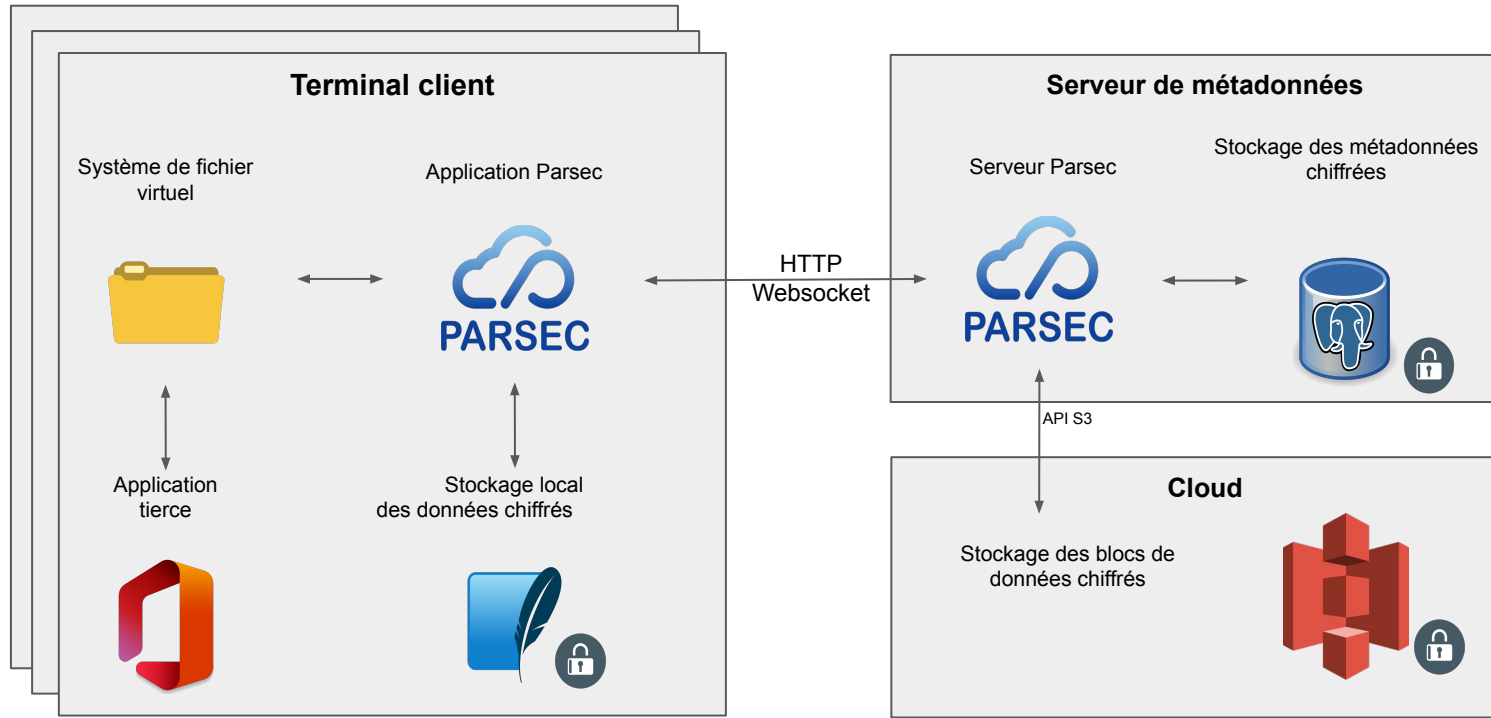 Terminal client
Système de fichier
virtuel
Application Parsec
PARSEC
Application
tierce
Stockage local
des données chiffrés
HTTP
Websocket
Serveur de métadonnées
Serveur Parsec
Stockage des métadonnées
chiffrées
PARSEC
API S3
Cloud
Stockage des blocs de
données chiffrés